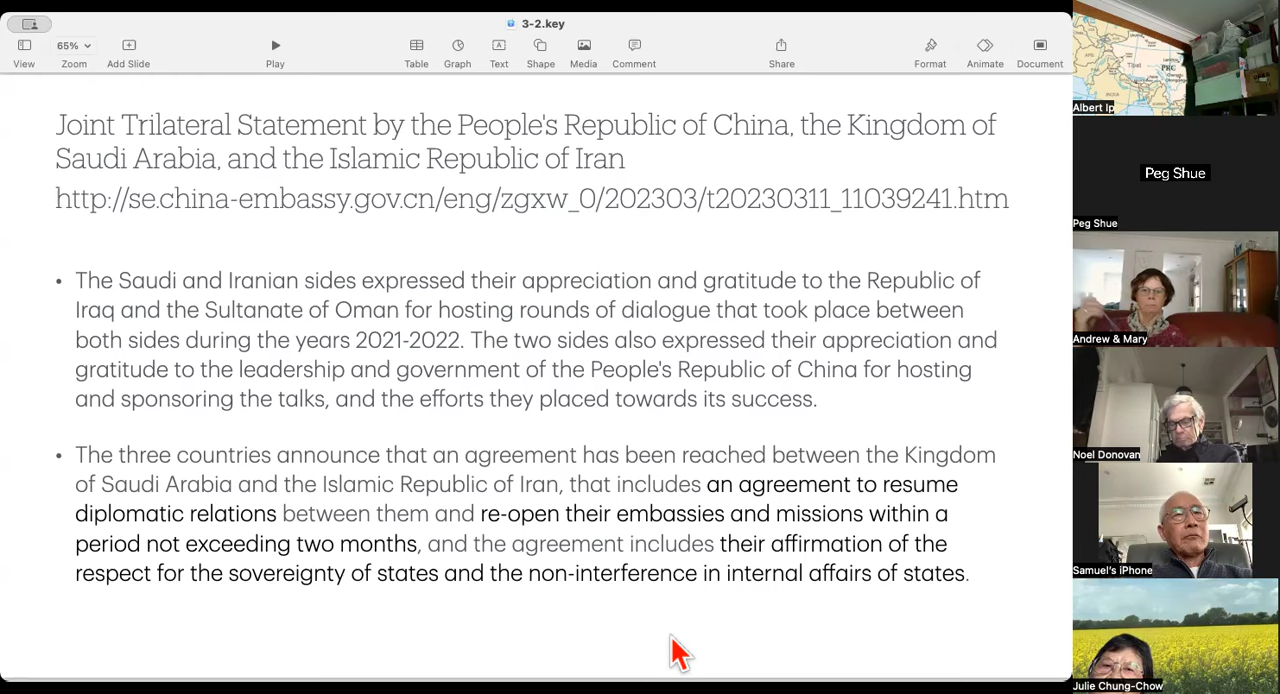 3-2.key
65%
View Zoom Add Slide Play Table Graph Text Shape Media Comment Share Format Animate Document
Joint Trilateral Statement by the People's Republic of China, the Kingdom of
Saudi Arabia, and the Islamic Republic of Iran
http://se.china-embassy.gov.cn/eng/zgxw_0/202303/t20230311_11039241.htm
• The Saudi and Iranian sides expressed their appreciation and gratitude to the Republic of
Iraq and the Sultanate of Oman for hosting rounds of dialogue that took place between
both sides during the years 2021-2022. The two sides also expressed their appreciation and
gratitude to the leadership and government of the People's Republic of China for hosting
and sponsoring the talks, and the efforts they placed towards its success.
• The three countries announce that an agreement has been reached between the Kingdom
of Saudi Arabia and the Islamic Republic of Iran, that includes an agreement to resume
diplomatic relations between them and re-open their embassies and missions within a
period not exceeding two months, and the agreement includes their affirmation of the
respect for the sovereignty of states and the non-interference in internal affairs of states.
PRC
Albert Ip
Peg Shue
Peg Shue
Andrew & Mary
Noel Donovan
Samuel's iPhone
Julie Chung-Chow